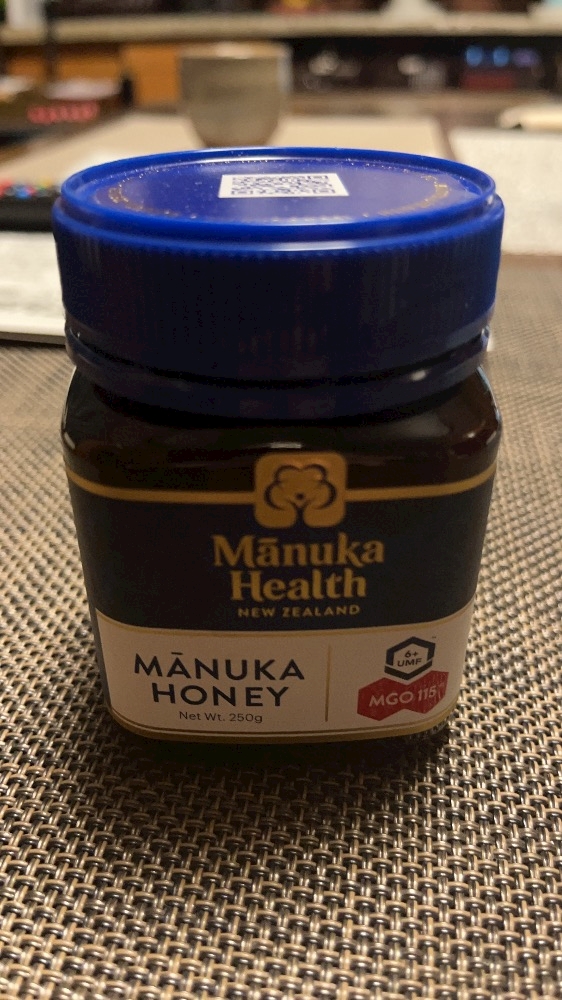 Mānuka
Health
NEW ZEALAND
MĀNUKA
HONEY
Net Wt. 250g
6+
UMF
MGO 115